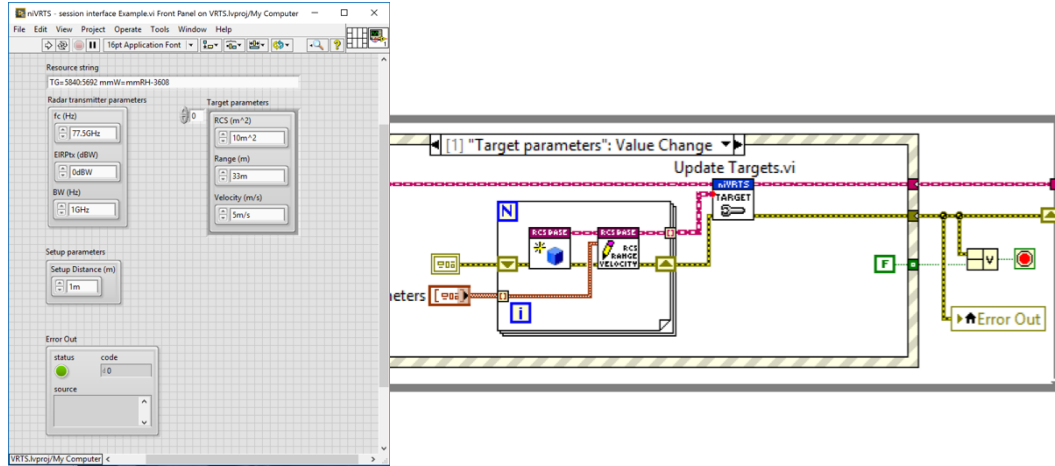 niVRTS - session interface Example.vi Front Panel on VRTS.lvproj/My Computer
File Edit View Project Operate Tools Window Help
16pt Application Font
Resource string
TG=5840:5692 mmW=mmRH-3608
Radar transmitter parameters
fc (Hz)
77.5GHz
EIRPtx (dBW)
0dBW
BW (Hz)
1GHz
0
Target parameters
RCS (m^2)
10m^2
Range (m)
33m
Velocity (m/s)
5m/s
Setup parameters
Setup Distance (m)
1m
Error Out
status code
0
source
VRTS.lvproj/My Computer
[1] "Target parameters": Value Change
Update Targets.vi
niVRTS
TARGET
N
RCS BASE
RCS BASE
RCS
RANGE
VELOCITY
eters
i
F
V
Error Out